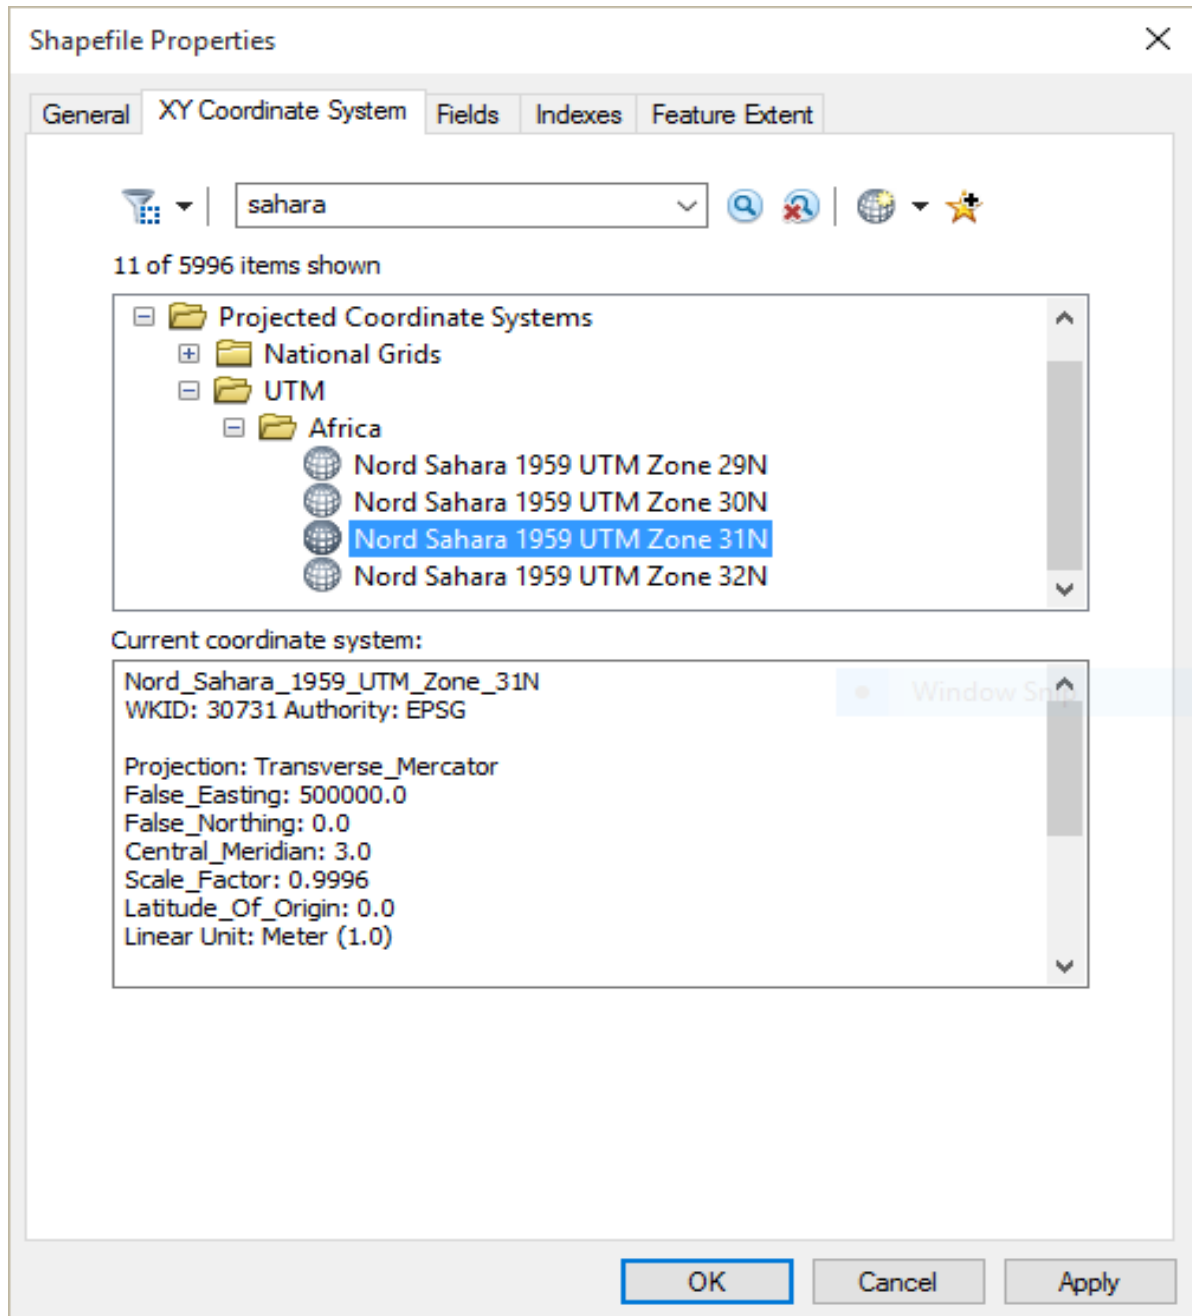 Shapefile Properties
General XY Coordinate System Fields Indexes Feature Extent
sahara
11 of 5996 items shown
Projected Coordinate Systems
National Grids
UTM
Africa
Nord Sahara 1959 UTM Zone 29N
Nord Sahara 1959 UTM Zone 30N
Nord Sahara 1959 UTM Zone 31N
Nord Sahara 1959 UTM Zone 32N
Current coordinate system:
Nord_Sahara_1959_UTM_Zone_31N
Window Snip
WKID: 30731 Authority: EPSG
Projection: Transverse_Mercator
False_Easting: 500000.0
False_Northing: 0.0
Central_Meridian: 3.0
Scale_Factor: 0.9996
Latitude_Of_Origin: 0.0
Linear Unit: Meter (1.0)
OK Cancel Apply